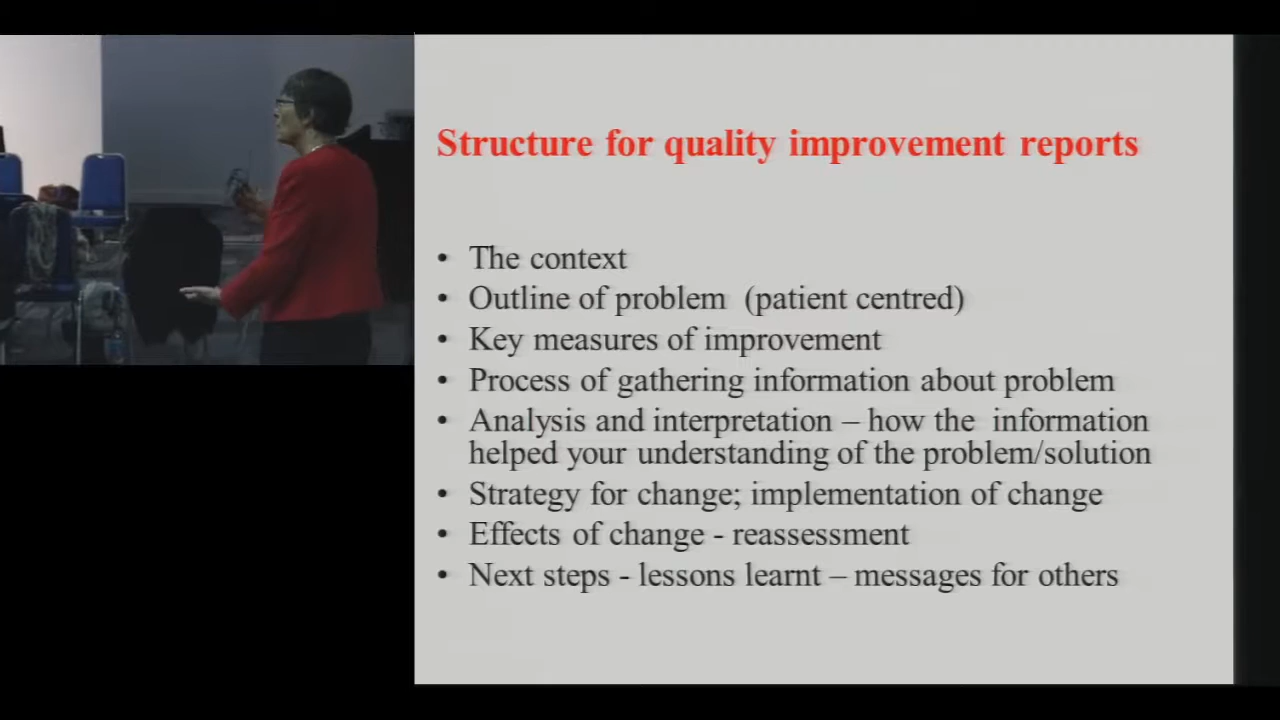 Structure for quality improvement reports
• The context
• Outline of problem (patient centred)
• Key measures of improvement
• Process of gathering information about problem
• Analysis and interpretation – how the information
helped your understanding of the problem/solution
• Strategy for change; implementation of change
• Effects of change - reassessment
• Next steps - lessons learnt – messages for others